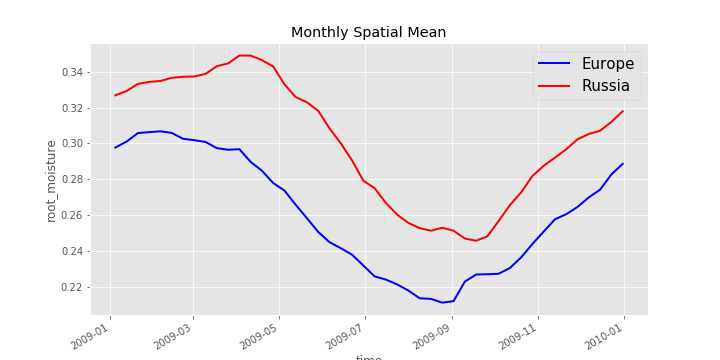 Monthly Spatial Mean
Europe
Russia
root_moisture
0.34
0.32
0.30
0.28
0.26
0.24
0.22
2009-01
2009-03
2009-05
2009-07
2009-09
2009-11
2010-01
time